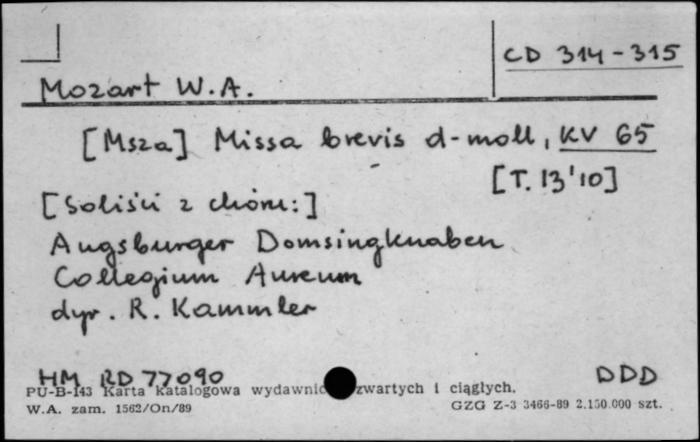 CD 314-315
Mozart W.A.
[Msza] Missa brevis d-moll, KV 65
[T. 13'10]
[Soliści z chóru:]
Augsburger Domsingknaben
Collegium Aureum
dyr. R. Kammler
HM RD 77090 DDD
PU-B-143 Karta katalogowa wydawnic zwartych i ciągłych.
W.A. zam. 1562/On/89 GZG Z-3 3466-89 2.150.000 szt.